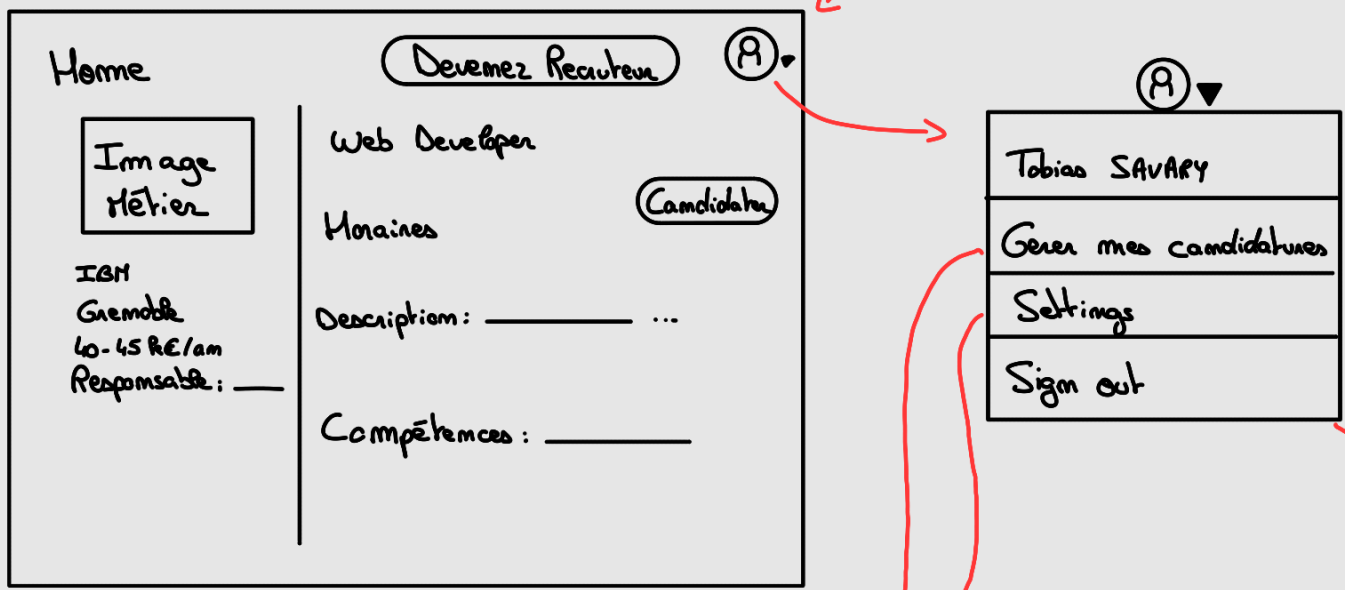 Home
Devenez Recruteur
Image
Métier
IBM
Grenoble
40-45 k€/an
Responsable :
Web Developer
Candidater
Horaires
Description : ...
Compétences :
Tobias SAVARY
Gerer mes candidatures
Settings
Sign out